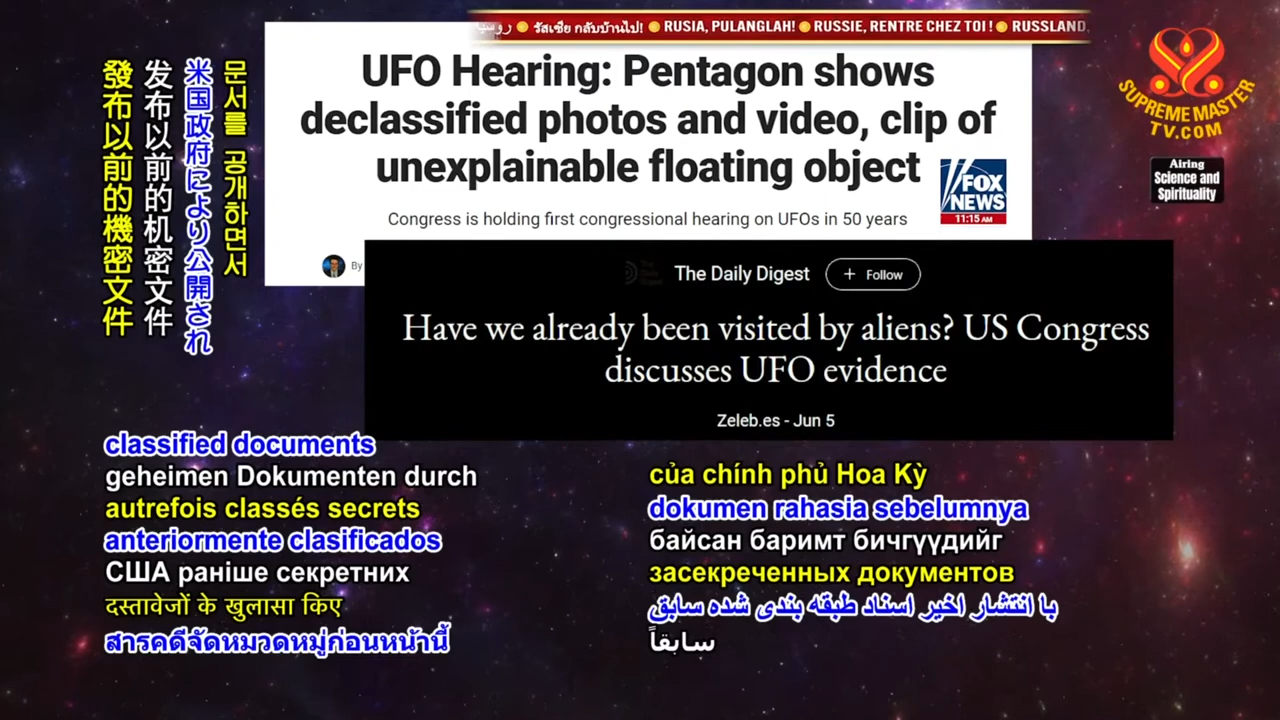 รัสเซีย กลับบ้านไป! RUSIA, PULANGLAH! RUSSIE, RENTRE CHEZ TOI ! RUSSLAND,
UFO Hearing: Pentagon shows
declassified photos and video, clip of
unexplainable floating object
FOX
NEWS
11:15 AM
Congress is holding first congressional hearing on UFOs in 50 years
By
SUPREME MASTER
TV.COM
Airing
Science and
Spirituality
The Daily Digest
+ Follow
Have we already been visited by aliens? US Congress
discusses UFO evidence
Zeleb.es - Jun 5
문서를 공개하면서
米国政府により公開され
发布以前的机密文件
發布以前的機密文件
classified documents
geheimen Dokumenten durch
autrefois classés secrets
anteriormente clasificados
США раніше секретних
दस्तावेजों के खुलासा किए
สารคดีจัดหมวดหมู่ก่อนหน้านี้
của chính phủ Hoa Kỳ
dokumen rahasia sebelumnya
байсан баримт бичгүүдийг
засекреченных документов
با انتشار اخیر اسناد طبقه بندی شده سابق
سابقاً